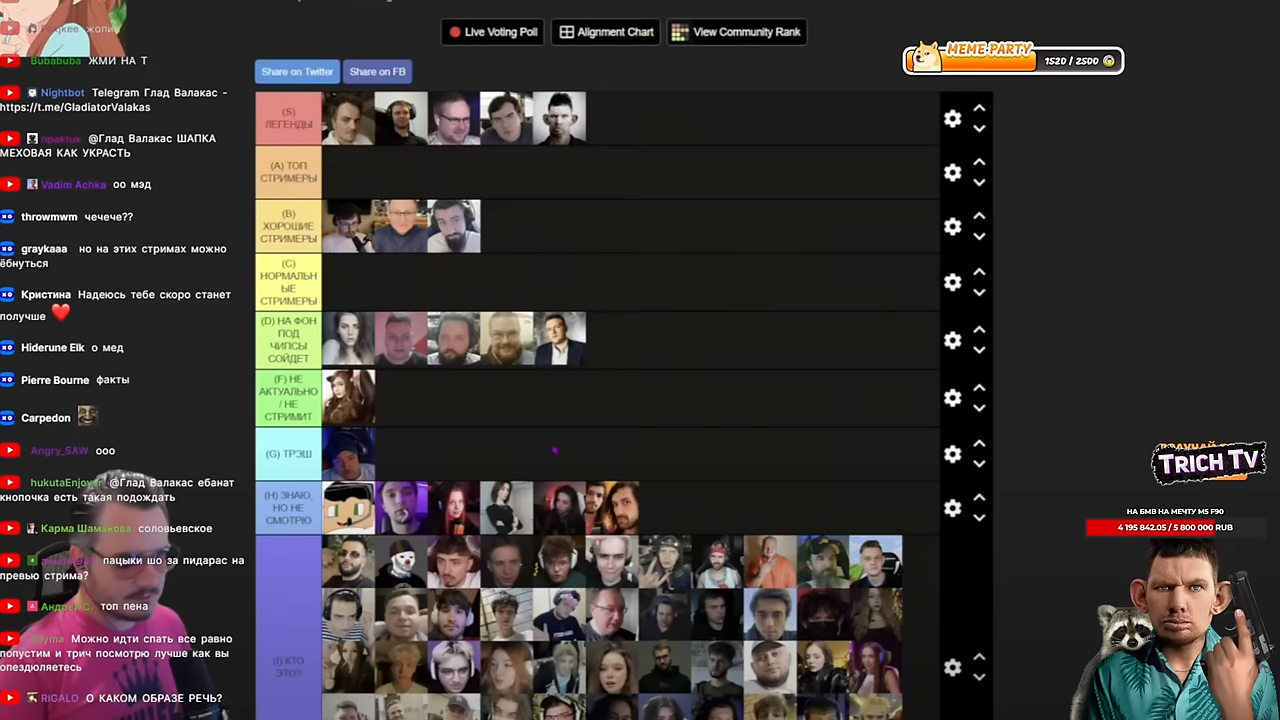 Live Voting Poll
Alignment Chart
View Community Rank
Share on Twitter
Share on FB
MEME-PARTY
1520 / 2500
жопич
Bubabuba ЖМИ НА Т
Nightbot Telegram Глад Валакас -
https://t.me/GladiatorValakas
@Глад Валакас ШАПКА
МЕХОВАЯ КАК УКРАСТЬ
Vadim Achka оо мэд
throwmwm чечече??
graykaaa но на этих стримах можно
ёбнуться
Кристина Надеюсь тебе скоро станет
получше
Hiderune Elk о мед
Pierre Bourne факты
Carpedon
Angry_SAW ооо
@Глад Валакас ебанат
кнопочка есть такая подождать
Карма Шаманова соловьевское
пацыки шо за пидарас на
превью стрима?
топ пена
Можно идти спать все равно
попустим и трич посмотрю лучше как вы
опездюляетесь
RIGALO О КАКОМ ОБРАЗЕ РЕЧЬ?
(S)
ЛЕГЕНДЫ
(A) ТОП
СТРИМЕРЫ
(B)
ХОРОШИЕ
СТРИМЕРЫ
(C)
НОРМАЛЬН
ЫЕ
СТРИМЕРЫ
(D) НА ФОН
ПОД
ЧИПСЫ
СОЙДЕТ
(F) НЕ
АКТУАЛЬНО
/ НЕ
СТРИМИТ
(G) ТРЭШ
(H) ЗНАЮ,
НО НЕ
СМОТРЮ
(I) КТО
ЭТО?
TRICH TV
НА БМВ НА МЕЧТУ M5 F90
4 195 842.05 / 5 800 000 RUB